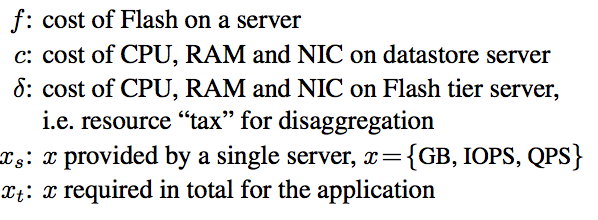 f: cost of Flash on a server
c: cost of CPU, RAM and NIC on datastore server
δ: cost of CPU, RAM and NIC on Flash tier server,
i.e. resource “tax” for disaggregation
xₛ: x provided by a single server, x={GB, IOPS, QPS}
xₜ: x required in total for the application